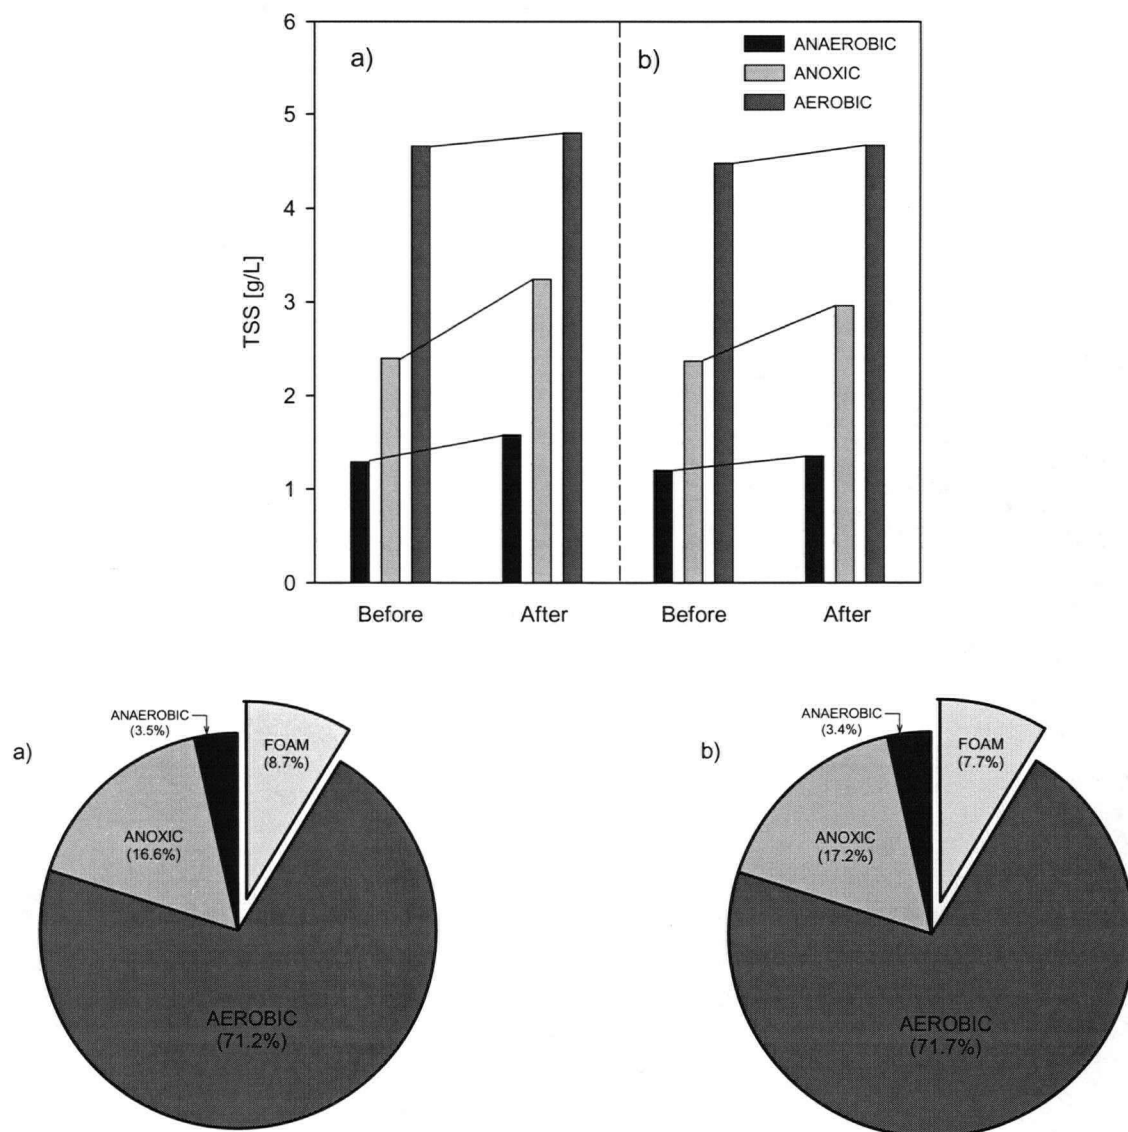 6
5
4
3
2
1
0
TSS [g/L]
a)
b)
ANAEROBIC
ANOXIC
AEROBIC
Before
After
Before
After
a)
ANAEROBIC
(3.5%)
FOAM
(8.7%)
ANOXIC
(16.6%)
AEROBIC
(71.2%)
b)
ANAEROBIC
(3.4%)
FOAM
(7.7%)
ANOXIC
(17.2%)
AEROBIC
(71.7%)